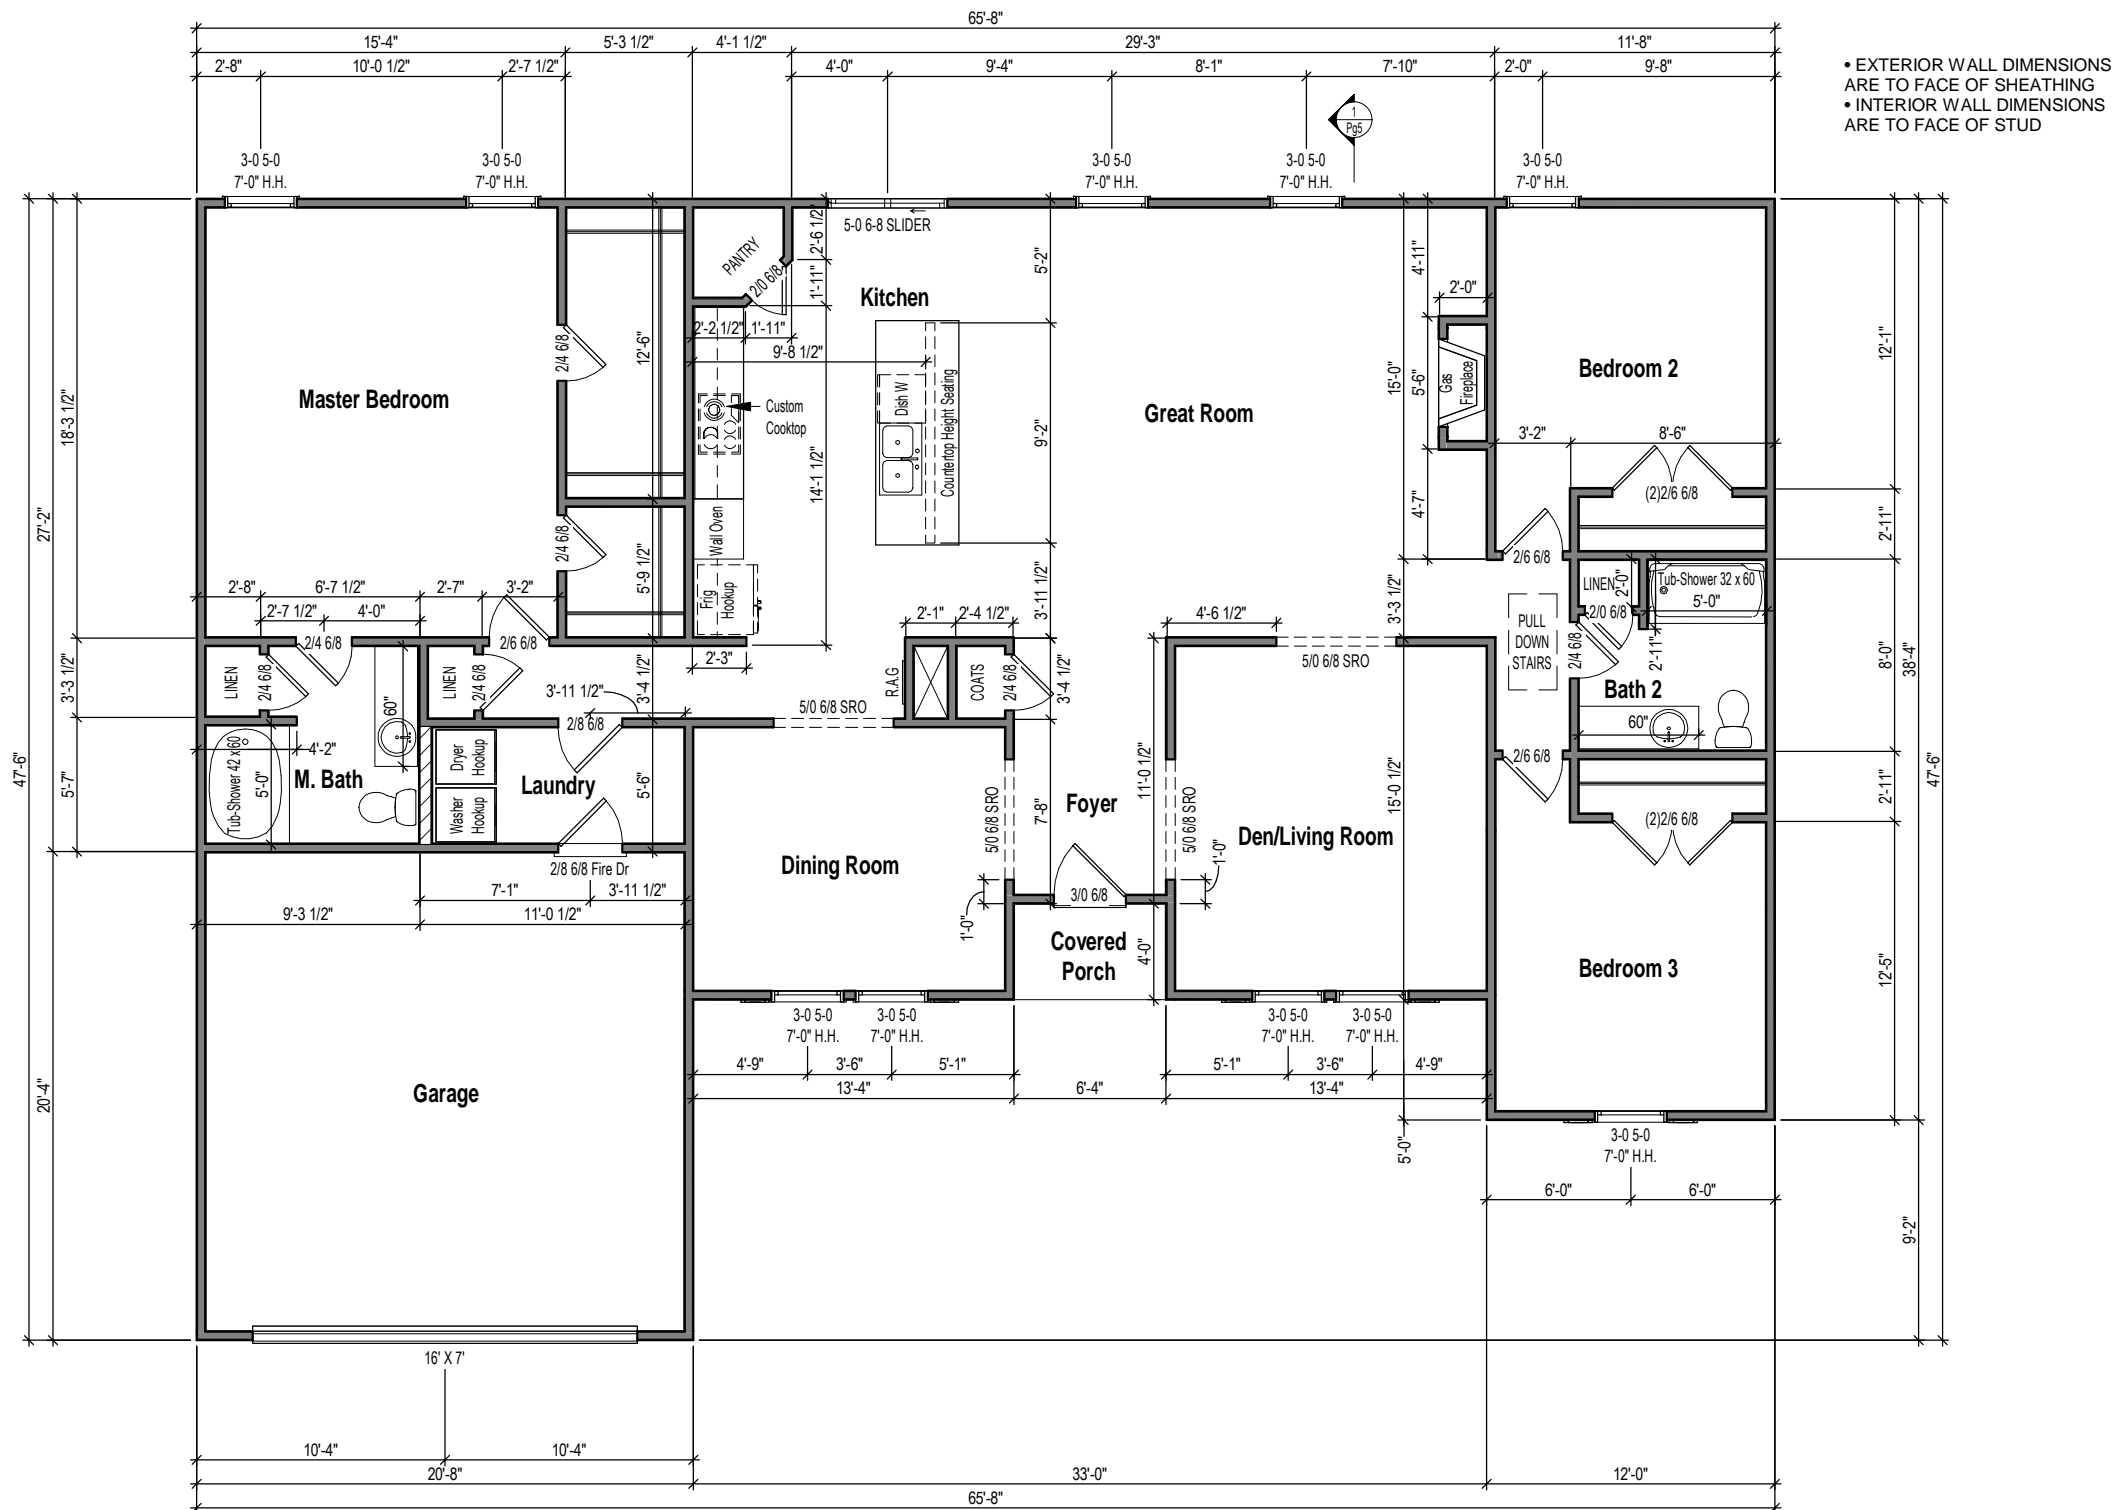 65'-8"
15'-4" 5'-3 1/2" 4'-1 1/2" 29'-3" 11'-8"
2'-8" 10'-0 1/2" 2'-7 1/2" 4'-0" 9'-4" 8'-1" 7'-10" 2'-0" 9'-8"
• EXTERIOR WALL DIMENSIONS
ARE TO FACE OF SHEATHING
• INTERIOR WALL DIMENSIONS
ARE TO FACE OF STUD
1
Pg5
3-0 5-0 3-0 5-0 3-0 5-0 3-0 5-0 3-0 5-0
7'-0" H.H. 7'-0" H.H. 7'-0" H.H. 7'-0" H.H. 7'-0" H.H.
5-0 6-8 SLIDER
PANTRY
2/0 6/8
2'-6 1/2"
1'-11"
5'-2"
4'-11"
Kitchen
2'-0"
2'-2 1/2" 1'-11"
9'-8 1/2"
2/4 6/8
12'-6"
Master Bedroom
Custom
Cooktop
Dish W
Countertop Height Seating
14'-1 1/2"
9'-2"
Great Room
15'-0"
5'-6"
Gas
Fireplace
Bedroom 2
12'-1"
18'-3 1/2"
27'-2"
47'-6"
3'-2" 8'-6"
(2)2/6 6/8
4'-7"
2'-11"
2/4 6/8
Wall Oven
5'-9 1/2"
Frig
Hookup
3'-11 1/2"
3'-3 1/2"
2/6 6/8
LINEN
2'-0"
Tub-Shower 32 x 60
5'-0"
2/0 6/8
2'-8" 6'-7 1/2" 2'-7" 3'-2"
2'-7 1/2" 4'-0"
2'-1" 2'-4 1/2" 4'-6 1/2"
PULL
DOWN
STAIRS
2/4 6/8
2'-11"
8'-0"
38'-4"
2/4 6/8 2/6 6/8
2'-3"
5/0 6/8 SRO
3'-3 1/2"
LINEN
2/4 6/8
60"
LINEN
2/4 6/8
3'-11 1/2"
3'-4 1/2"
R.A.G
COATS
2/4 6/8
3'-4 1/2"
Bath 2
60"
5/0 6/8 SRO
2/8 6/8
4'-2"
2/6 6/8
5'-7"
Tub-Shower 42 x 60
5'-0"
M. Bath
Dryer
Hookup
Washer
Hookup
Laundry
5'-6"
5/0 6/8 SRO
7'-8"
Foyer
11'-0 1/2"
5/0 6/8 SRO
1'-0"
Den/Living Room
15'-0 1/2"
(2)2/6 6/8
2'-11"
47'-6"
Dining Room
2/8 6/8 Fire Dr
7'-1" 3'-11 1/2"
9'-3 1/2" 11'-0 1/2"
3/0 6/8
1'-0"
Covered
Porch
4'-0"
Bedroom 3
12'-5"
3-0 5-0 3-0 5-0 3-0 5-0 3-0 5-0
7'-0" H.H. 7'-0" H.H. 7'-0" H.H. 7'-0" H.H.
4'-9" 3'-6" 5'-1" 5'-1" 3'-6" 4'-9"
13'-4" 6'-4" 13'-4"
Garage
20'-4"
5'-0"
3-0 5-0
7'-0" H.H.
6'-0" 6'-0"
9'-2"
16' X 7'
10'-4" 10'-4"
20'-8" 33'-0" 12'-0"
65'-8"